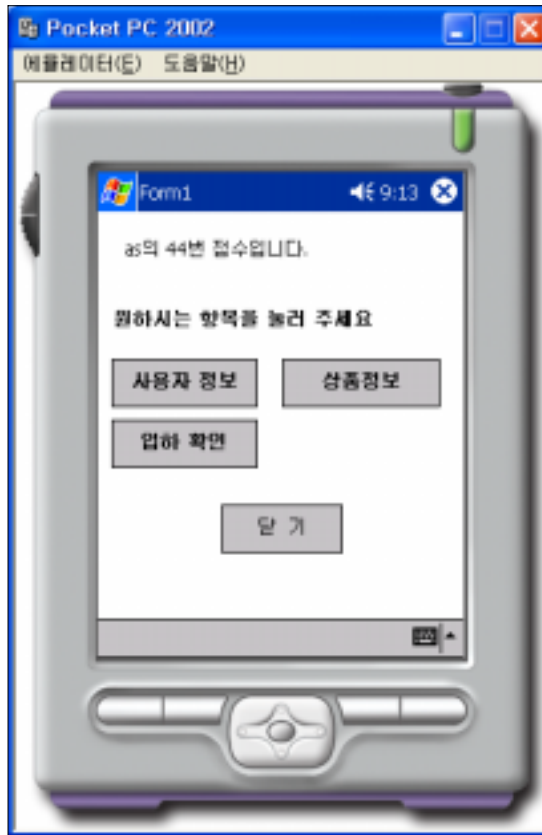 Pocket PC 2002
에뮬레이터(E) 도움말(H)
Form1 9:13
as의 44번 접수입니다.
원하시는 항목을 눌러 주세요
사용자 정보 상품정보
입하 확인
닫 기